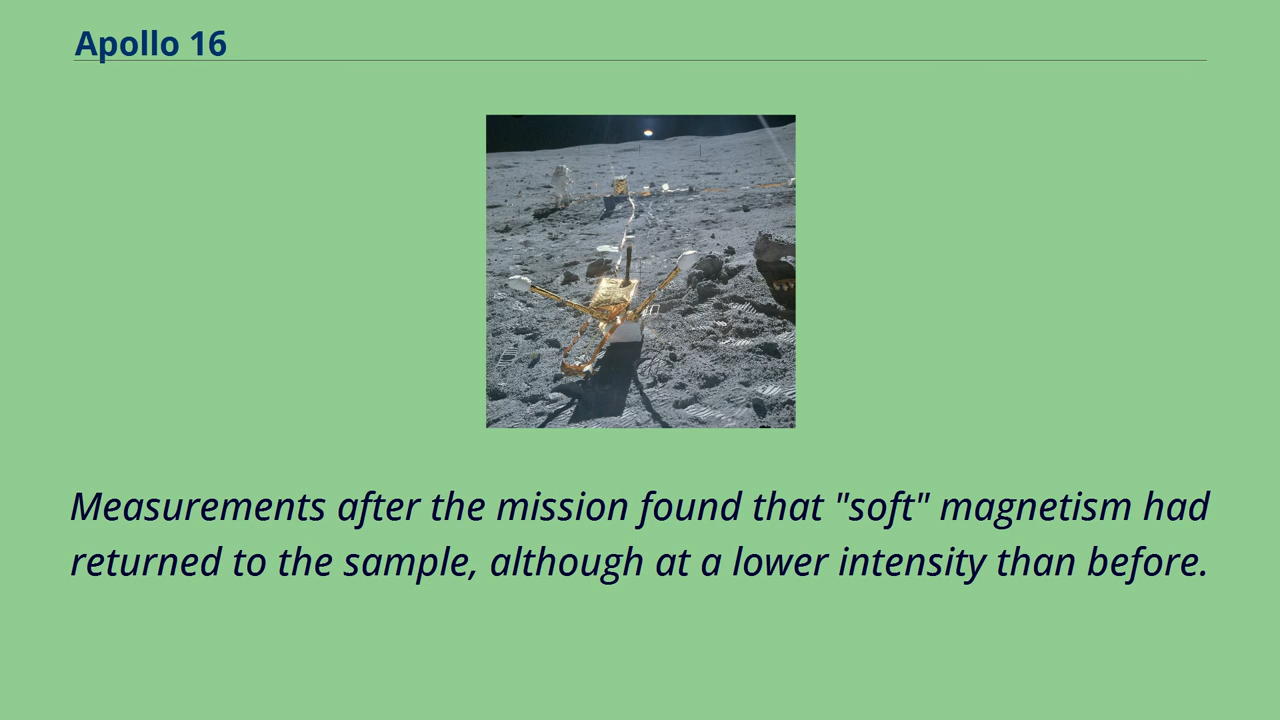 Apollo 16
Measurements after the mission found that "soft" magnetism had
returned to the sample, although at a lower intensity than before.